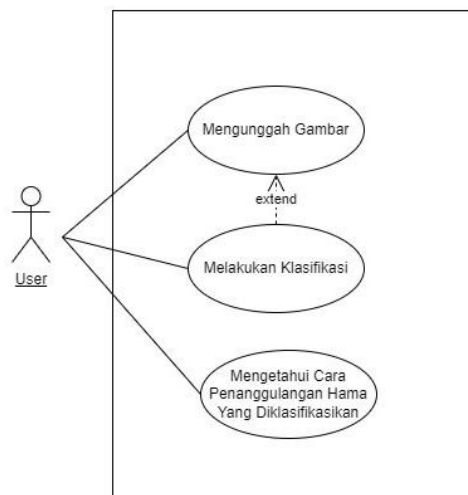 Mengunggah Gambar
extend
Melakukan Klasifikasi
User
Mengetahui Cara
Penanggulangan Hama
Yang Diklasifikasikan